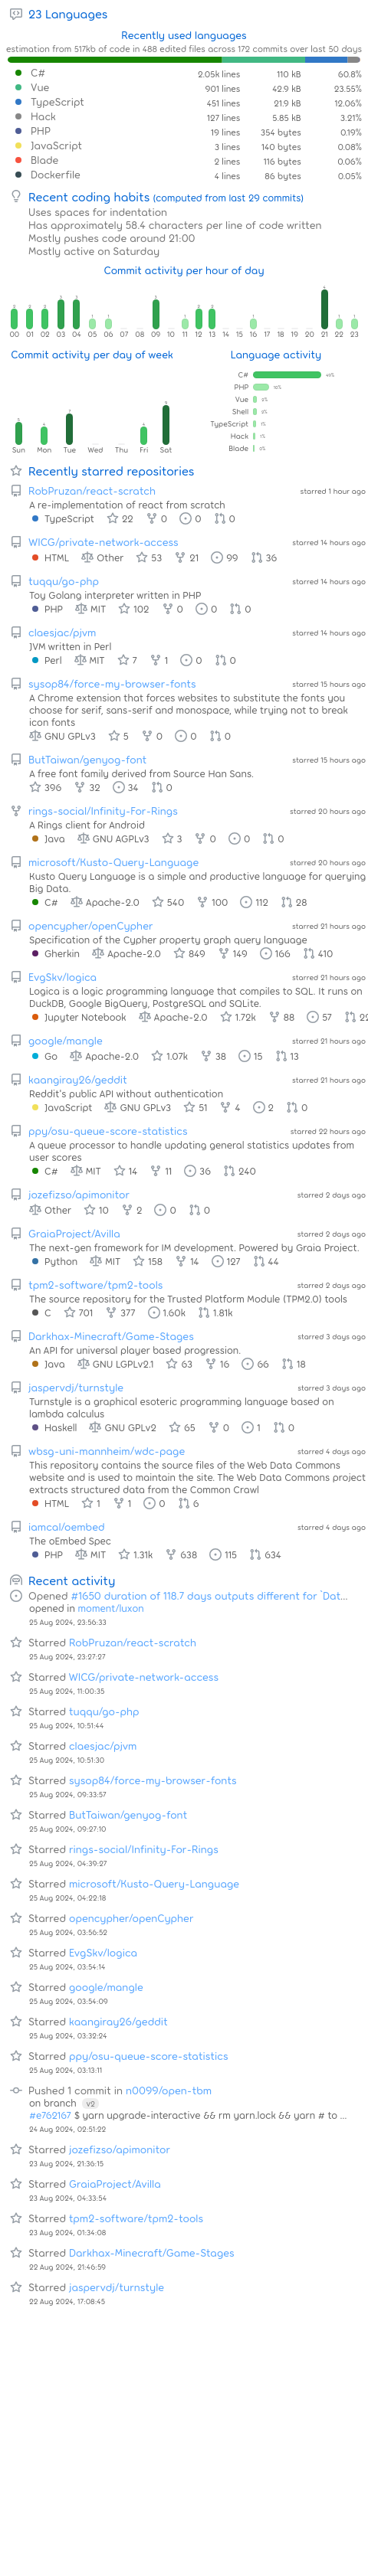 23 Languages
Recently used languages
estimation from 517kb of code in 488 edited files across 172 commits over last 50 days
C# 2.05k lines 110 kB 60.8%
Vue 901 lines 42.9 kB 23.55%
TypeScript 451 lines 21.9 kB 12.06%
Hack 127 lines 5.85 kB 3.21%
PHP 19 lines 354 bytes 0.19%
JavaScript 3 lines 140 bytes 0.08%
Blade 2 lines 116 bytes 0.06%
Dockerfile 4 lines 86 bytes 0.05%
Recent coding habits (computed from last 29 commits)
Uses spaces for indentation
Has approximately 58.4 characters per line of code written
Mostly pushes code around 21:00
Mostly active on Saturday
Commit activity per hour of day
00 01 02 03 04 05 06 07 08 09 10 11 12 13 14 15 16 17 18 19 20 21 22 23
Commit activity per day of week
Sun Mon Tue Wed Thu Fri Sat
Language activity
C#
PHP
Vue
Shell
TypeScript
Hack
Blade
Recently starred repositories
RobPruzan/react-scratch starred 1 hour ago
A re-implementation of react from scratch
TypeScript 22 0 0 0
WICG/private-network-access starred 14 hours ago
HTML Other 53 21 99 36
tuqqu/go-php starred 14 hours ago
Toy Golang interpreter written in PHP
PHP MIT 102 0 0 0
claesjac/pjvm starred 14 hours ago
JVM written in Perl
Perl MIT 7 1 0 0
sysop84/force-my-browser-fonts starred 15 hours ago
A Chrome extension that forces websites to substitute the fonts you
choose for serif, sans-serif and monospace, while trying not to break
icon fonts
GNU GPLv3 5 0 0 0
ButTaiwan/genyog-font starred 15 hours ago
A free font family derived from Source Han Sans.
396 32 34 0
rings-social/Infinity-For-Rings starred 20 hours ago
A Rings client for Android
Java GNU AGPLv3 3 0 0 0
microsoft/Kusto-Query-Language starred 20 hours ago
Kusto Query Language is a simple and productive language for querying
Big Data.
C# Apache-2.0 540 100 112 28
opencypher/openCypher starred 21 hours ago
Specification of the Cypher property graph query language
Gherkin Apache-2.0 849 149 166 410
EvgSkv/logica starred 21 hours ago
Logica is a logic programming language that compiles to SQL. It runs on
DuckDB, Google BigQuery, PostgreSQL and SQLite.
Jupyter Notebook Apache-2.0 1.72k 88 57 22
google/mangle starred 21 hours ago
Go Apache-2.0 1.07k 38 15 13
kaangiray26/geddit starred 21 hours ago
Reddit's public API without authentication
JavaScript GNU GPLv3 51 4 2 0
ppy/osu-queue-score-statistics starred 22 hours ago
A queue processor to handle updating general statistics updates from
user scores
C# MIT 14 11 36 240
jozefizso/apimonitor starred 2 days ago
Other 10 2 0 0
GraiaProject/Avilla starred 2 days ago
The next-gen framework for IM development. Powered by Graia Project.
Python MIT 158 14 127 44
tpm2-software/tpm2-tools starred 2 days ago
The source repository for the Trusted Platform Module (TPM2.0) tools
C 701 377 1.60k 1.81k
Darkhax-Minecraft/Game-Stages starred 3 days ago
An API for universal player based progression.
Java GNU LGPLv2.1 63 16 66 18
jaspervdj/turnstyle starred 3 days ago
Turnstyle is a graphical esoteric programming language based on
lambda calculus
Haskell GNU GPLv2 65 0 1 0
wbsg-uni-mannheim/wdc-page starred 4 days ago
This repository contains the source files of the Web Data Commons
website and is used to maintain the site. The Web Data Commons project
extracts structured data from the Common Crawl
HTML 1 1 0 6
iamcal/oembed starred 4 days ago
The oEmbed Spec
PHP MIT 1.31k 638 115 634
Recent activity
Opened #1650 duration of 118.7 days outputs different for `Dat...
opened in moment/luxon
25 Aug 2024, 23:56:33
Starred RobPruzan/react-scratch
25 Aug 2024, 23:27:27
Starred WICG/private-network-access
25 Aug 2024, 11:00:35
Starred tuqqu/go-php
25 Aug 2024, 10:51:44
Starred claesjac/pjvm
25 Aug 2024, 10:51:30
Starred sysop84/force-my-browser-fonts
25 Aug 2024, 09:33:57
Starred ButTaiwan/genyog-font
25 Aug 2024, 09:27:10
Starred rings-social/Infinity-For-Rings
25 Aug 2024, 04:39:27
Starred microsoft/Kusto-Query-Language
25 Aug 2024, 04:22:18
Starred opencypher/openCypher
25 Aug 2024, 03:56:52
Starred EvgSkv/logica
25 Aug 2024, 03:54:14
Starred google/mangle
25 Aug 2024, 03:54:09
Starred kaangiray26/geddit
25 Aug 2024, 03:32:24
Starred ppy/osu-queue-score-statistics
25 Aug 2024, 03:13:11
Pushed 1 commit in n0099/open-tbm
on branch v2
#e762167 $ yarn upgrade-interactive && rm yarn.lock && yarn # to ...
24 Aug 2024, 02:51:22
Starred jozefizso/apimonitor
23 Aug 2024, 21:36:15
Starred GraiaProject/Avilla
23 Aug 2024, 04:33:54
Starred tpm2-software/tpm2-tools
23 Aug 2024, 01:34:08
Starred Darkhax-Minecraft/Game-Stages
22 Aug 2024, 21:46:59
Starred jaspervdj/turnstyle
22 Aug 2024, 17:08:45